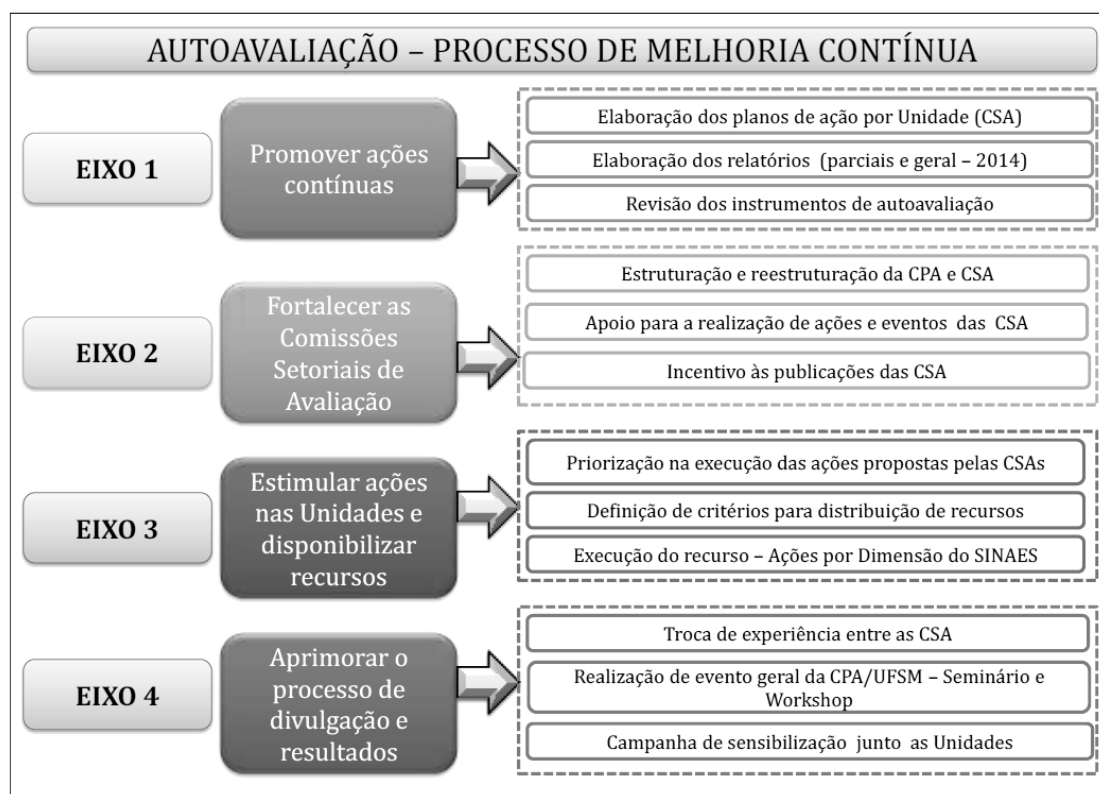 AUTOAVALIAÇÃO – PROCESSO DE MELHORIA CONTÍNUA
EIXO 1
Promover ações
contínuas
Elaboração dos planos de ação por Unidade (CSA)
Elaboração dos relatórios (parciais e geral – 2014)
Revisão dos instrumentos de autoavaliação
EIXO 2
Fortalecer as
Comissões
Setoriais de
Avaliação
Estruturação e reestruturação da CPA e CSA
Apoio para a realização de ações e eventos das CSA
Incentivo às publicações das CSA
EIXO 3
Estimular ações
nas Unidades e
disponibilizar
recursos
Priorização na execução das ações propostas pelas CSAs
Definição de critérios para distribuição de recursos
Execução do recurso – Ações por Dimensão do SINAES
EIXO 4
Aprimorar o
processo de
divulgação e
resultados
Troca de experiência entre as CSA
Realização de evento geral da CPA/UFSM – Seminário e
Workshop
Campanha de sensibilização junto as Unidades